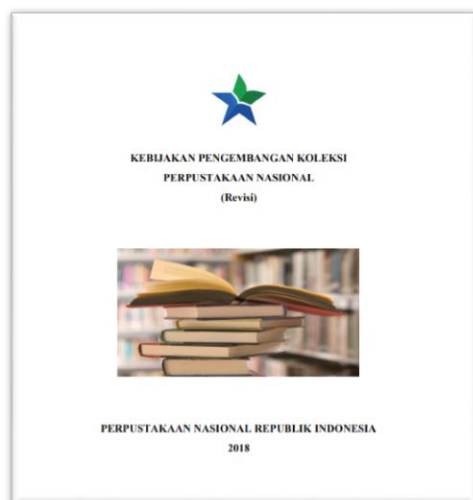 KEBIJAKAN PENGEMBANGAN KOLEKSI
PERPUSTAKAAN NASIONAL
(Revisi)
PERPUSTAKAAN NASIONAL REPUBLIK INDONESIA
2018